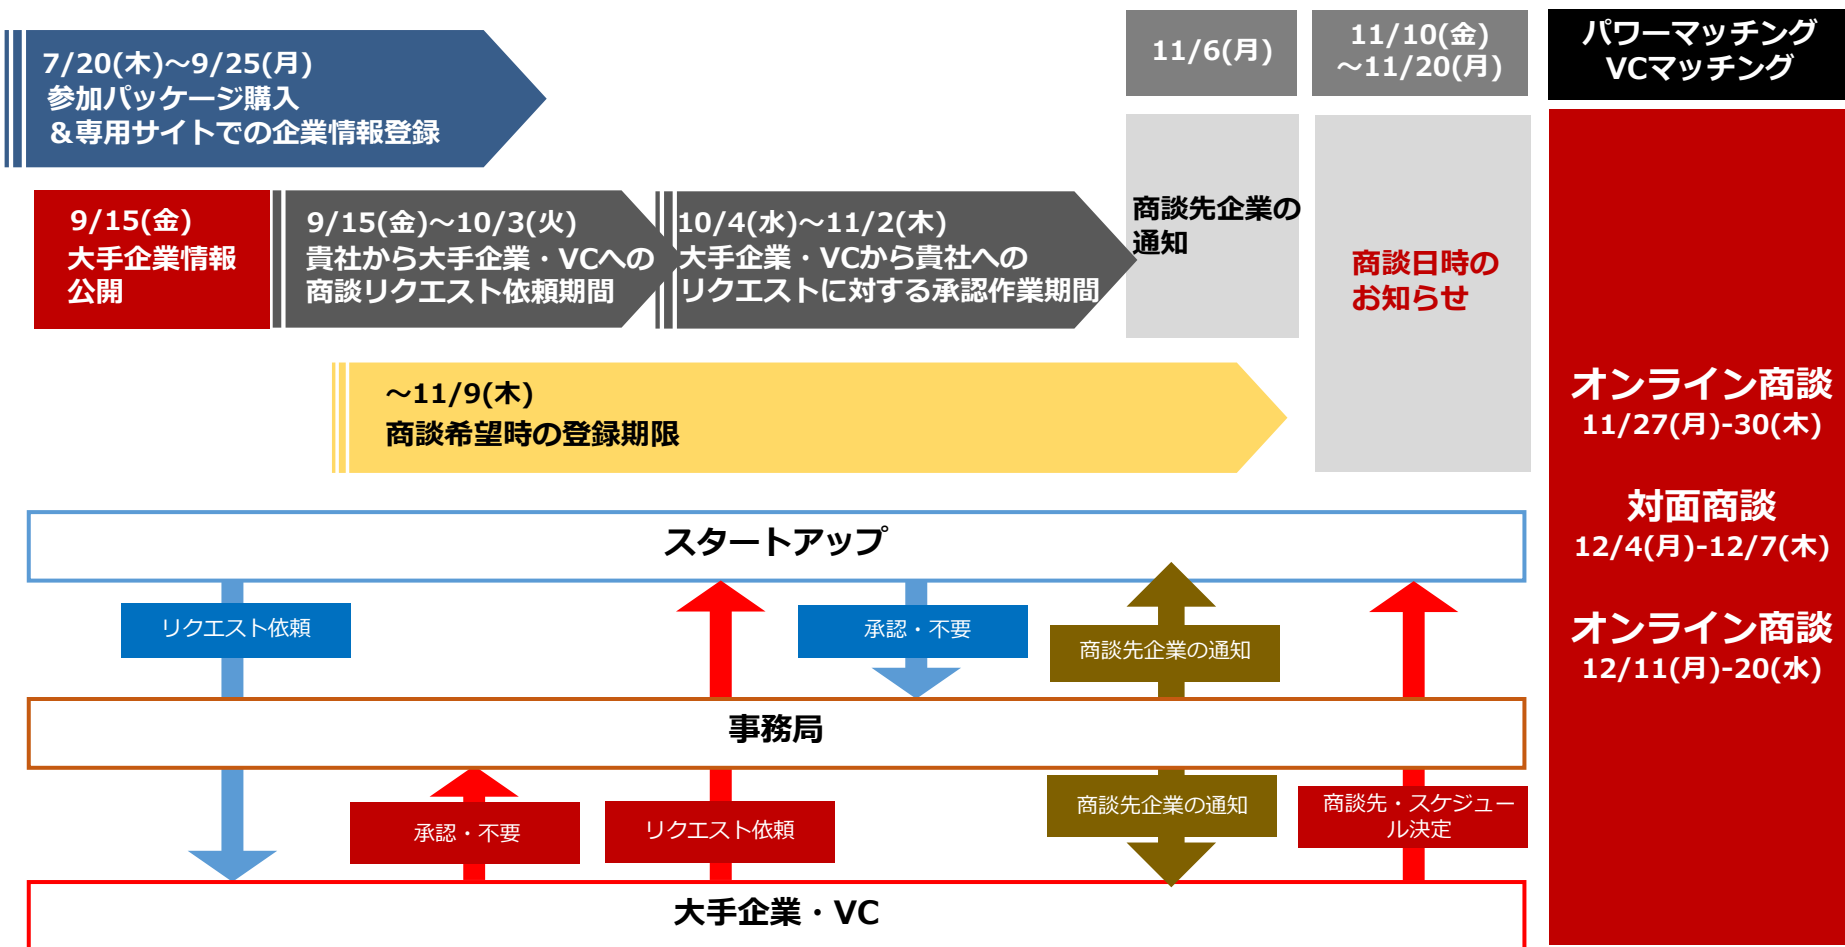 7/20(木)～9/25(月)
参加パッケージ購入
＆専用サイトでの企業情報登録
11/6(月)
11/10(金)
～11/20(月)
パワーマッチング
VCマッチング
9/15(金)
大手企業情報
公開
9/15(金)～10/3(火)
貴社から大手企業・VCへの
商談リクエスト依頼期間
10/4(水)～11/2(木)
大手企業・VCから貴社への
リクエストに対する承認作業期間
商談先企業の
通知
商談日時の
お知らせ
～11/9(木)
商談希望時の登録期限
オンライン商談
11/27(月)-30(木)
対面商談
12/4(月)-12/7(木)
オンライン商談
12/11(月)-20(水)
スタートアップ
リクエスト依頼
承認・不要
商談先企業の通知
事務局
承認・不要
リクエスト依頼
商談先企業の通知
商談先・スケジュー
ル決定
大手企業・VC